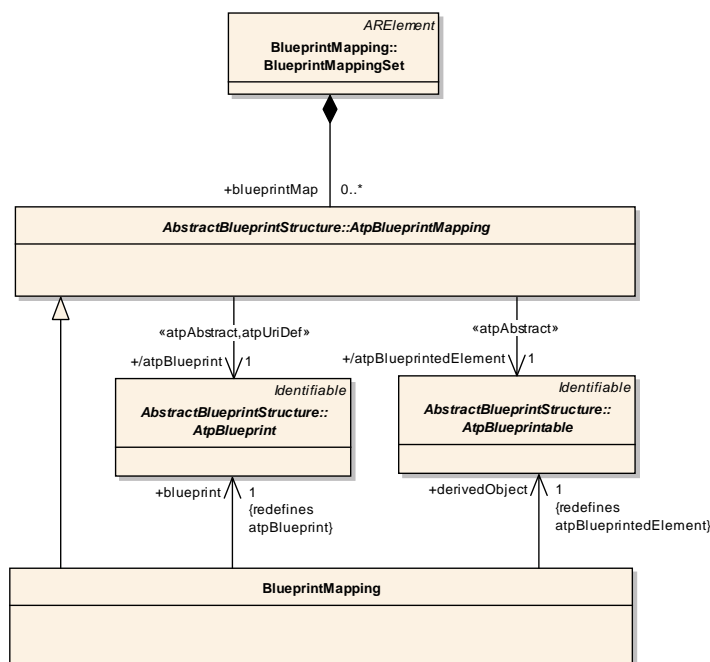 ARElement
BlueprintMapping::
BlueprintMappingSet
+blueprintMap 0..*
AbstractBlueprintStructure::AtpBlueprintMapping
«atpAbstract,atpUriDef»
«atpAbstract»
+/atpBlueprint 1
+/atpBlueprintedElement 1
Identifiable
AbstractBlueprintStructure::
AtpBlueprint
Identifiable
AbstractBlueprintStructure::
AtpBlueprintable
+blueprint 1
{redefines
atpBlueprint}
+derivedObject 1
{redefines
atpBlueprintedElement}
BlueprintMapping